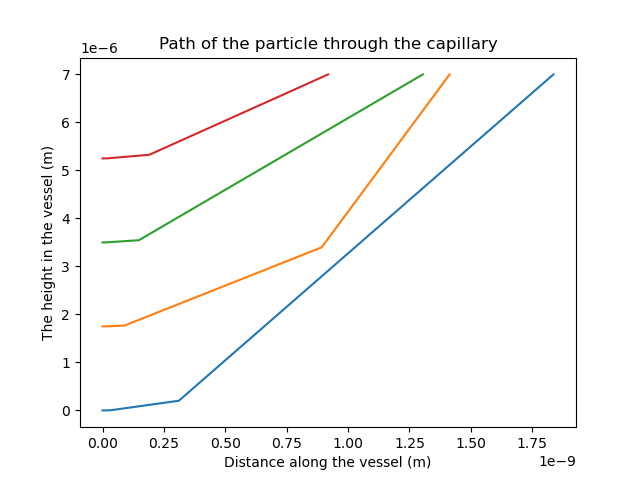 Path of the particle through the capillary
1e−6
7
6
5
4
3
2
1
0
The height in the vessel (m)
0.00 0.25 0.50 0.75 1.00 1.25 1.50 1.75
1e−9
Distance along the vessel (m)